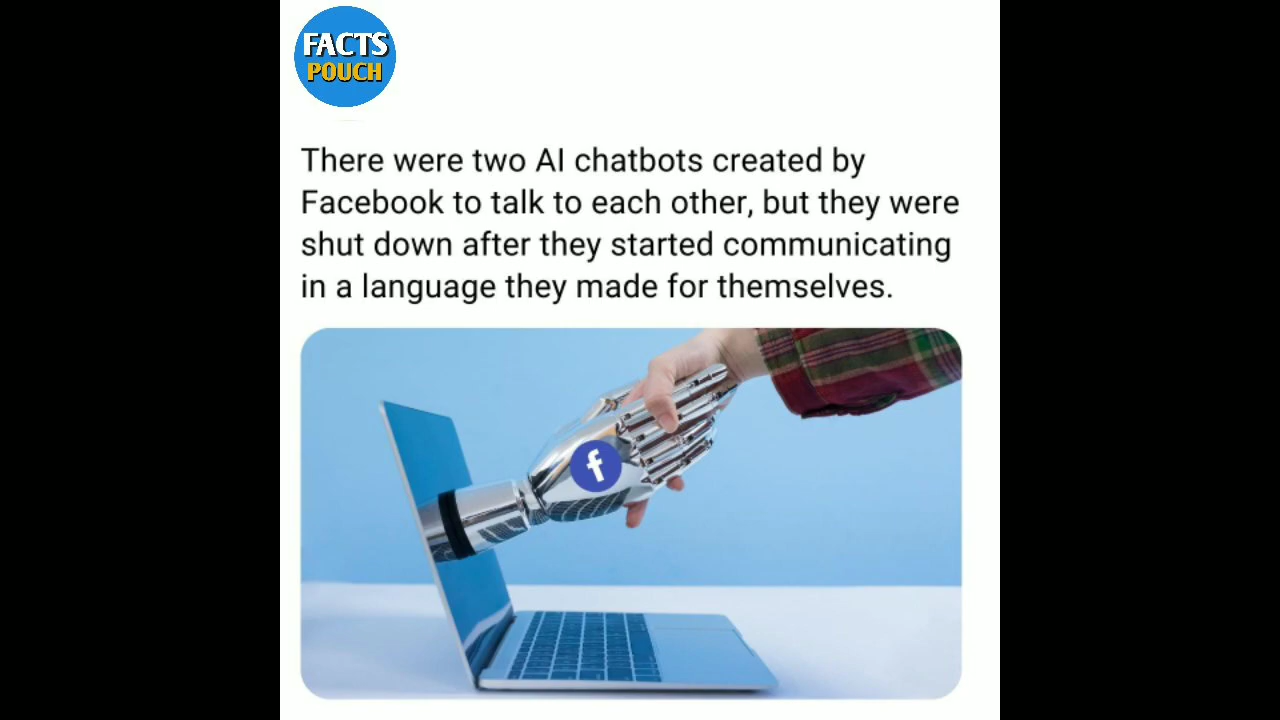 FACTS
POUCH
There were two AI chatbots created by
Facebook to talk to each other, but they were
shut down after they started communicating
in a language they made for themselves.
f